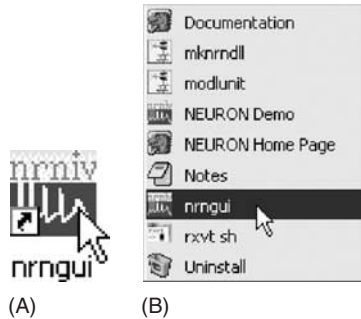 nrniv
nrngui
(A)
Documentation
mknrndll
modlunit
NEURON Demo
NEURON Home Page
Notes
nrngui
rxvt sh
Uninstall
(B)